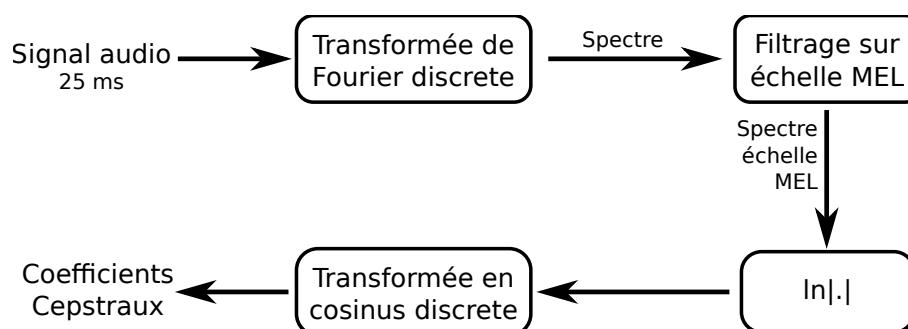 Signal audio
25 ms
Transformée de
Fourier discrete
Spectre
Filtrage sur
échelle MEL
Spectre
échelle
MEL
ln|.|
Transformée en
cosinus discrete
Coefficients
Cepstraux